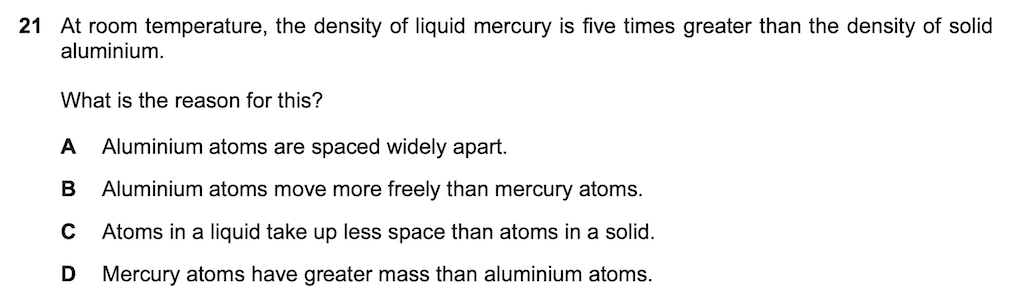 21 At room temperature, the density of liquid mercury is five times greater than the density of solid
aluminium.
What is the reason for this?
A Aluminium atoms are spaced widely apart.
B Aluminium atoms move more freely than mercury atoms.
C Atoms in a liquid take up less space than atoms in a solid.
D Mercury atoms have greater mass than aluminium atoms.